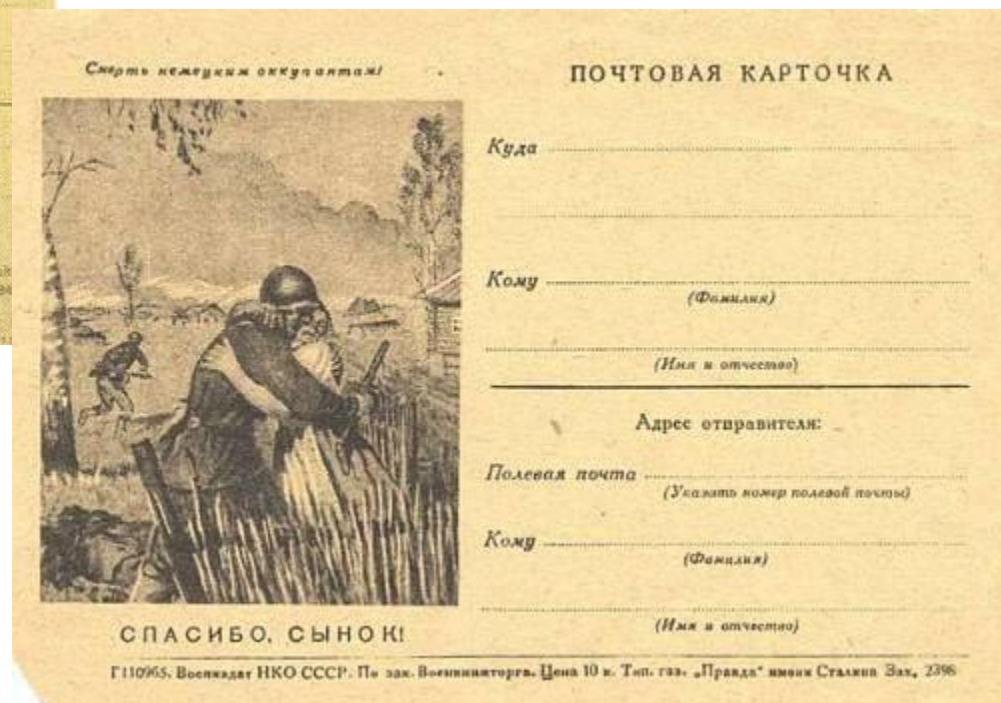 Смерть немецким оккупантам!
ПОЧТОВАЯ КАРТОЧКА
Куда
Кому
(Фамилия)
(Имя и отчество)
Адрес отправителя:
Полевая почта
(Указать номер полевой почты)
Кому
(Фамилия)
(Имя и отчество)
СПАСИБО, СЫНОК!
Г110965. Воениздат НКО СССР. По зак. Военкниготорга. Цена 10 к. Тип. газ. „Правда" имени Сталина Зак. 2398